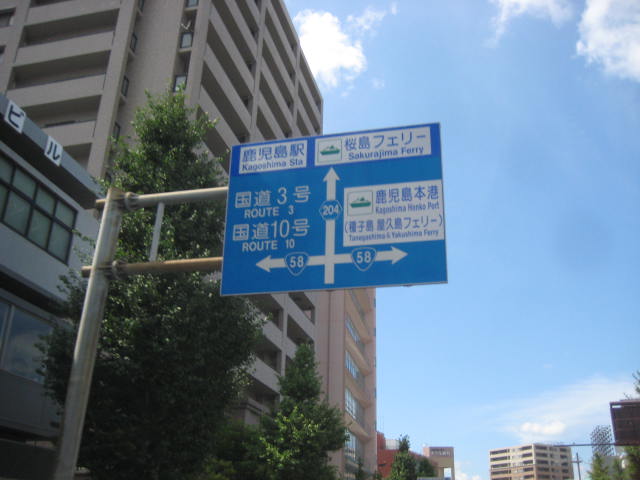 ビル
鹿児島駅
Kagoshima Sta
桜島フェリー
Sakurajima Ferry
国道3号
ROUTE 3
国道10号
ROUTE 10
204
鹿児島本港
Kagoshima Honko Port
(種子島 屋久島フェリー)
Tanegashima & Yakushima Ferry
58
58